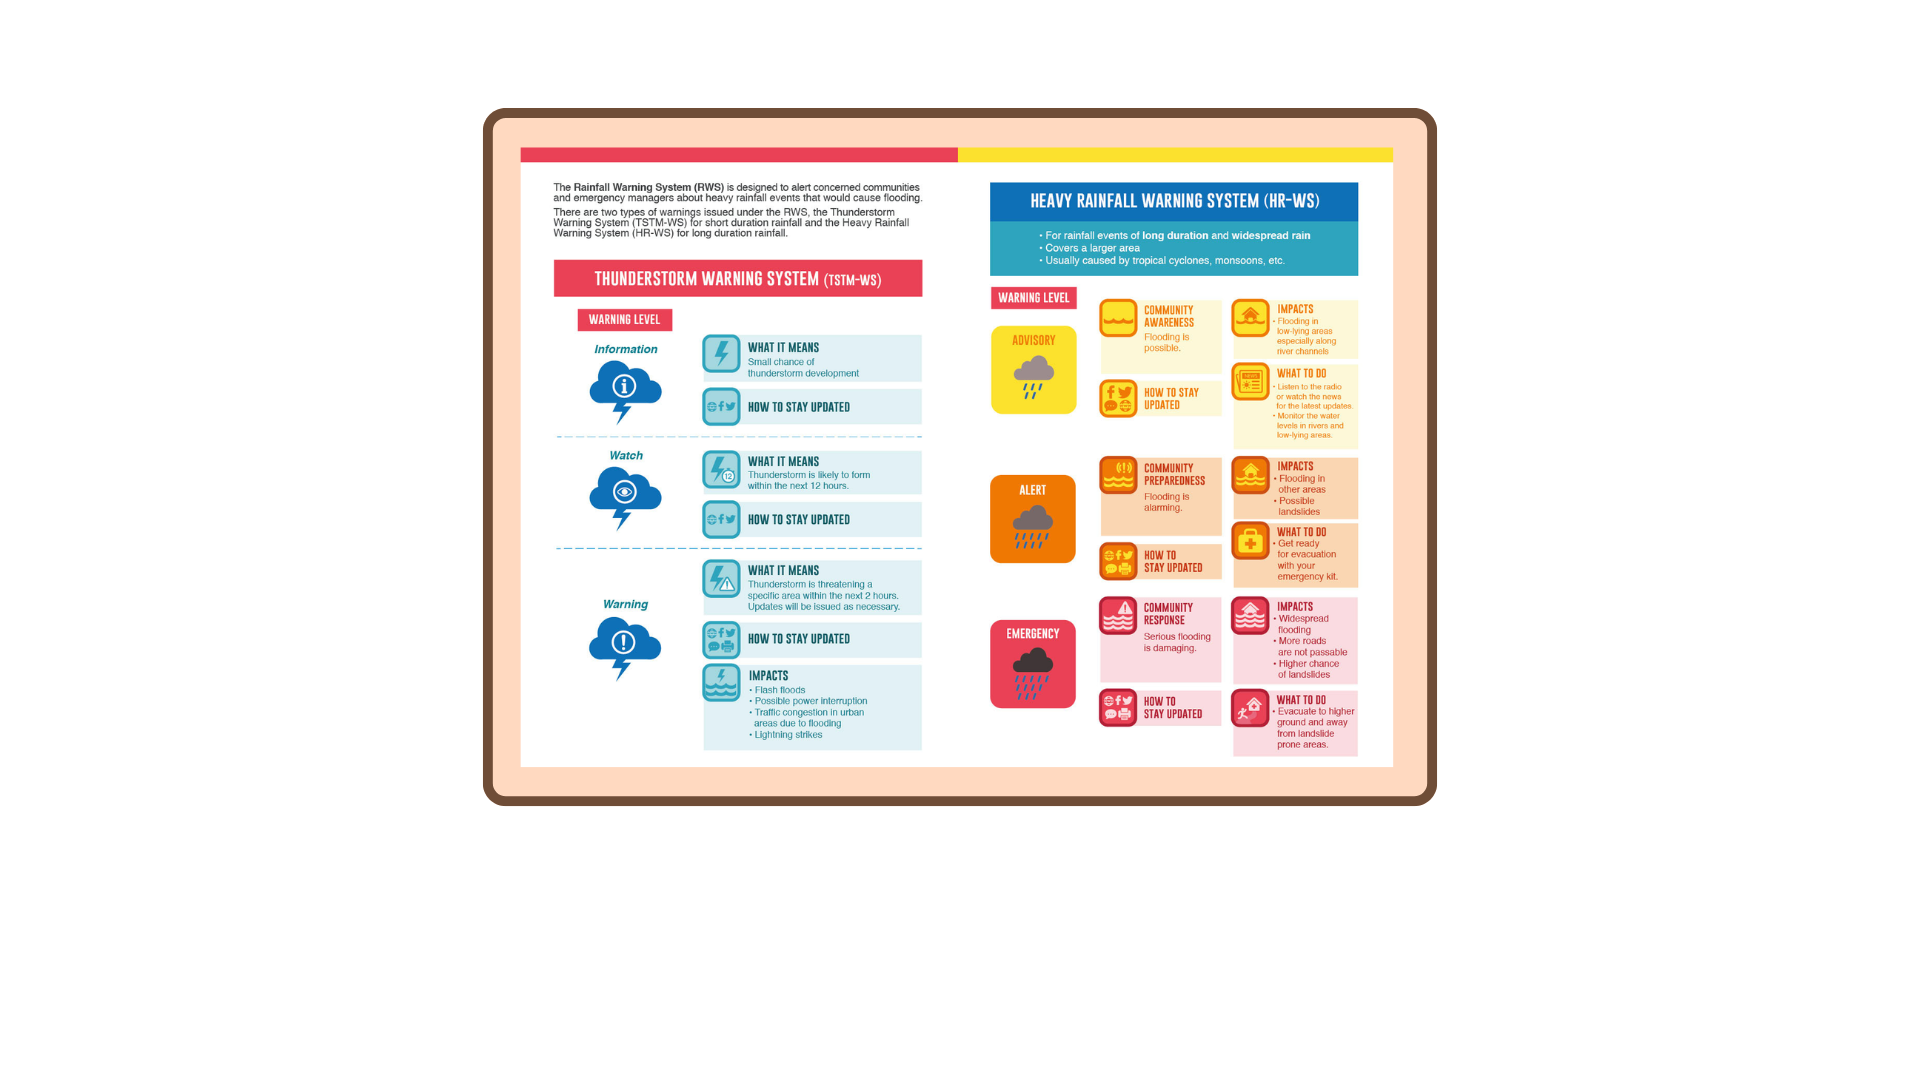 The Rainfall Warning System (RWS) is designed to alert concerned communities
and emergency managers about heavy rainfall events that would cause flooding.
There are two types of warnings issued under the RWS, the Thunderstorm
Warning System (TSTM-WS) for short duration rainfall and the Heavy Rainfall
Warning System (HR-WS) for long duration rainfall.
THUNDERSTORM WARNING SYSTEM (TSTM-WS)
WARNING LEVEL
Information
WHAT IT MEANS
Small chance of
thunderstorm development
HOW TO STAY UPDATED
Watch
12
WHAT IT MEANS
Thunderstorm is likely to form
within the next 12 hours.
HOW TO STAY UPDATED
Warning
WHAT IT MEANS
Thunderstorm is threatening a
specific area within the next 2 hours.
Updates will be issued as necessary.
HOW TO STAY UPDATED
IMPACTS
• Flash floods
• Possible power interruption
• Traffic congestion in urban
areas due to flooding
• Lightning strikes
HEAVY RAINFALL WARNING SYSTEM (HR-WS)
• For rainfall events of long duration and widespread rain
• Covers a larger area
• Usually caused by tropical cyclones, monsoons, etc.
WARNING LEVEL
ADVISORY
COMMUNITY
AWARENESS
Flooding is
possible.
HOW TO STAY
UPDATED
IMPACTS
• Flooding in
low-lying areas
especially along
river channels
WHAT TO DO
• Listen to the radio
or watch the news
for the latest updates.
• Monitor the water
levels in rivers and
low-lying areas.
ALERT
COMMUNITY
PREPAREDNESS
Flooding is
alarming.
HOW TO
STAY UPDATED
IMPACTS
• Flooding in
other areas
• Possible
landslides
WHAT TO DO
• Get ready
for evacuation
with your
emergency kit.
EMERGENCY
COMMUNITY
RESPONSE
Serious flooding
is damaging.
HOW TO
STAY UPDATED
IMPACTS
• Widespread
flooding
• More roads
are not passable
• Higher chance
of landslides
WHAT TO DO
• Evacuate to higher
ground and away
from landslide
prone areas.